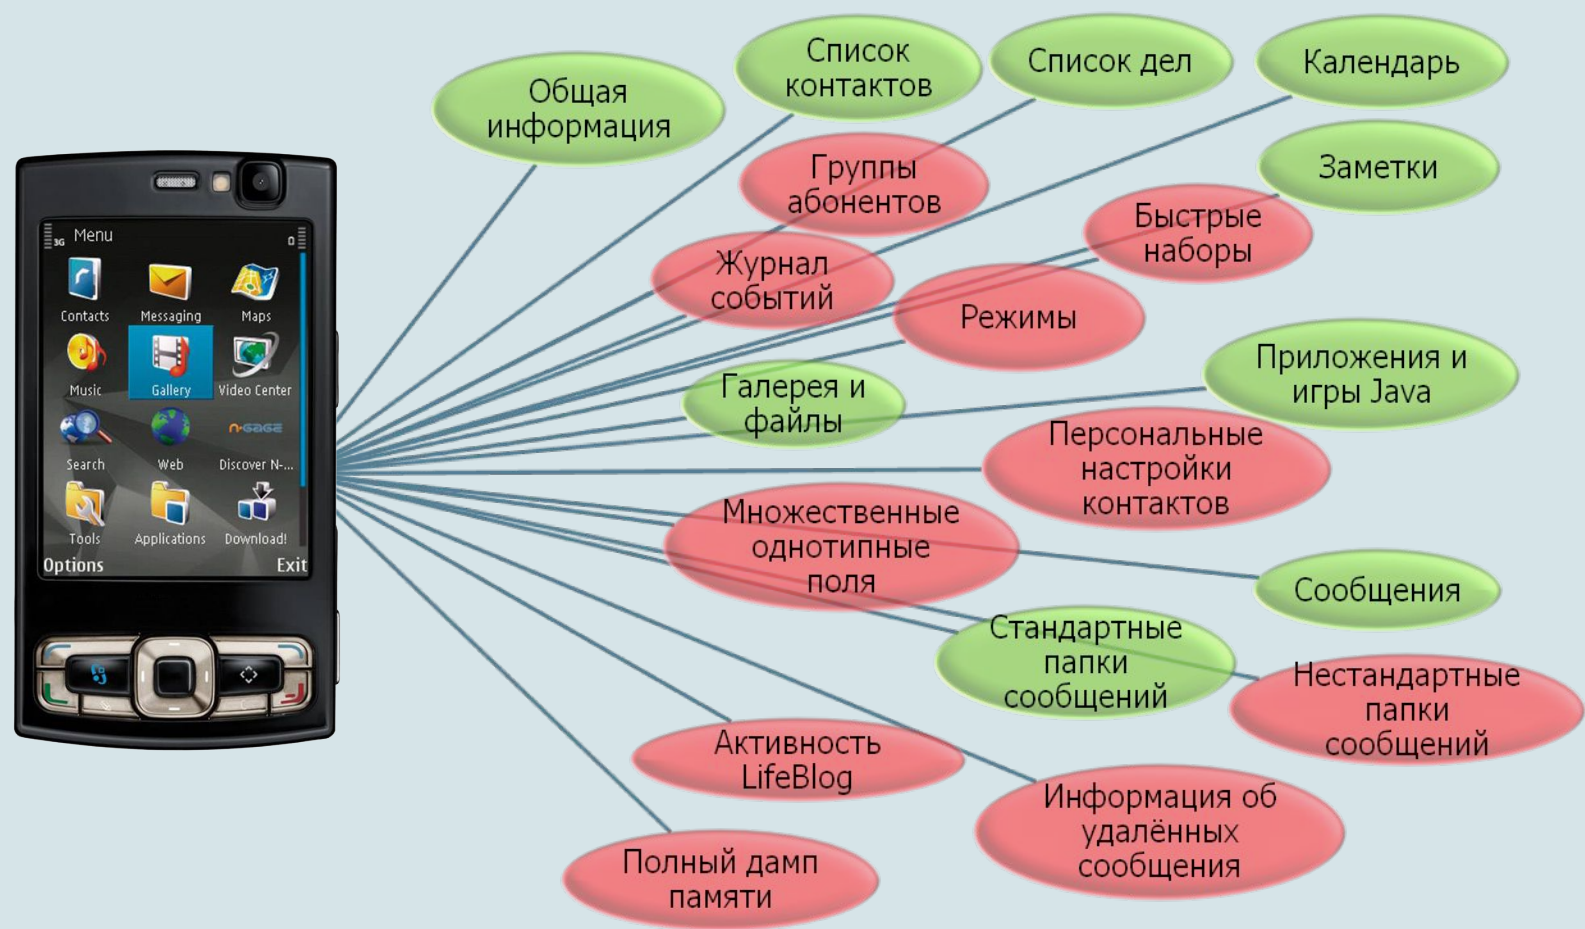 Общая
информация
Список
контактов
Список дел
Календарь
Группы
абонентов
Заметки
Быстрые
наборы
Журнал
событий
Режимы
Галерея и
файлы
Приложения и
игры Java
Персональные
настройки
контактов
Множественные
однотипные
поля
Сообщения
Стандартные
папки
сообщений
Нестандартные
папки
сообщений
Активность
LifeBlog
Информация об
удалённых
сообщения
Полный дамп
памяти
3G Menu
Contacts Messaging Maps
Music Gallery Video Center
n·gage
Search Web Discover N-...
Tools Applications Download!
Options Exit